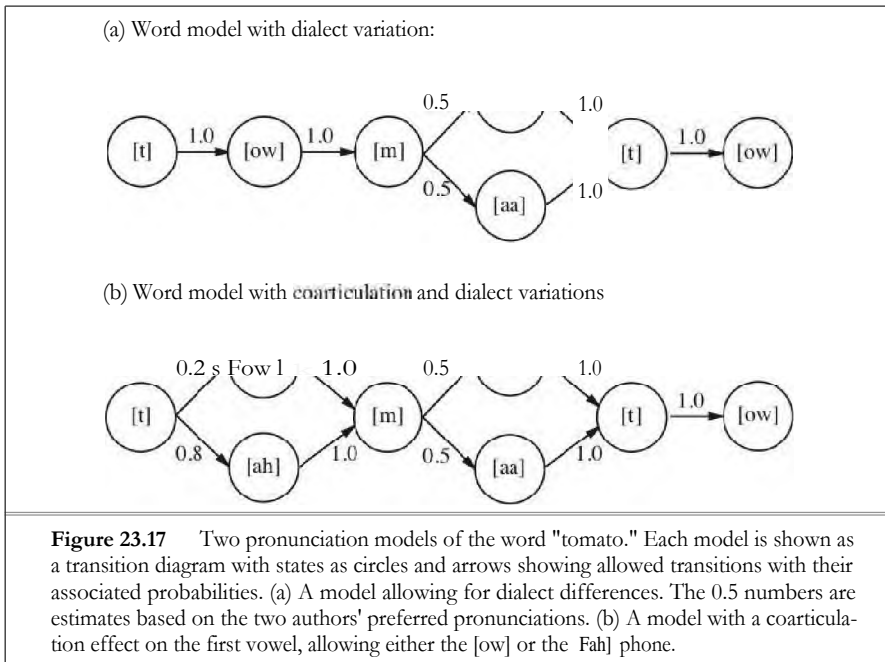 (a) Word model with dialect variation:
0.5 1.0
[t] 1.0 [ow] 1.0 [m] [t] 1.0 [ow]
0.5 [aa] 1.0
(b) Word model with coarticulation and dialect variations
0.2 s Fow l 1.0 0.5 1.0
[t] [m] [t] 1.0 [ow]
0.8 [ah] 1.0 0.5 [aa] 1.0
Figure 23.17 Two pronunciation models of the word "tomato." Each model is shown as
a transition diagram with states as circles and arrows showing allowed transitions with their
associated probabilities. (a) A model allowing for dialect differences. The 0.5 numbers are
estimates based on the two authors' preferred pronunciations. (b) A model with a coarticula-
tion effect on the first vowel, allowing either the [ow] or the Fah] phone.